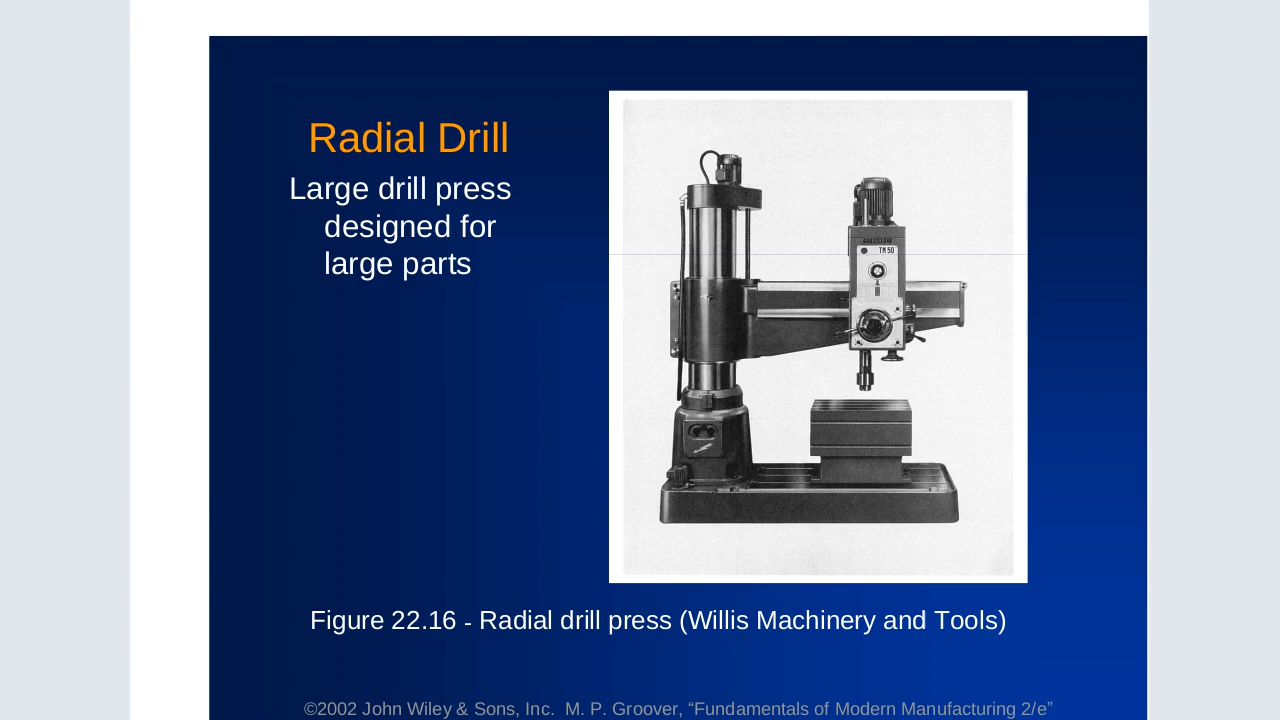 Radial Drill
Large drill press
designed for
large parts
TM 50
Figure 22.16 - Radial drill press (Willis Machinery and Tools)
©2002 John Wiley & Sons, Inc.  M. P. Groover, “Fundamentals of Modern Manufacturing 2/e”